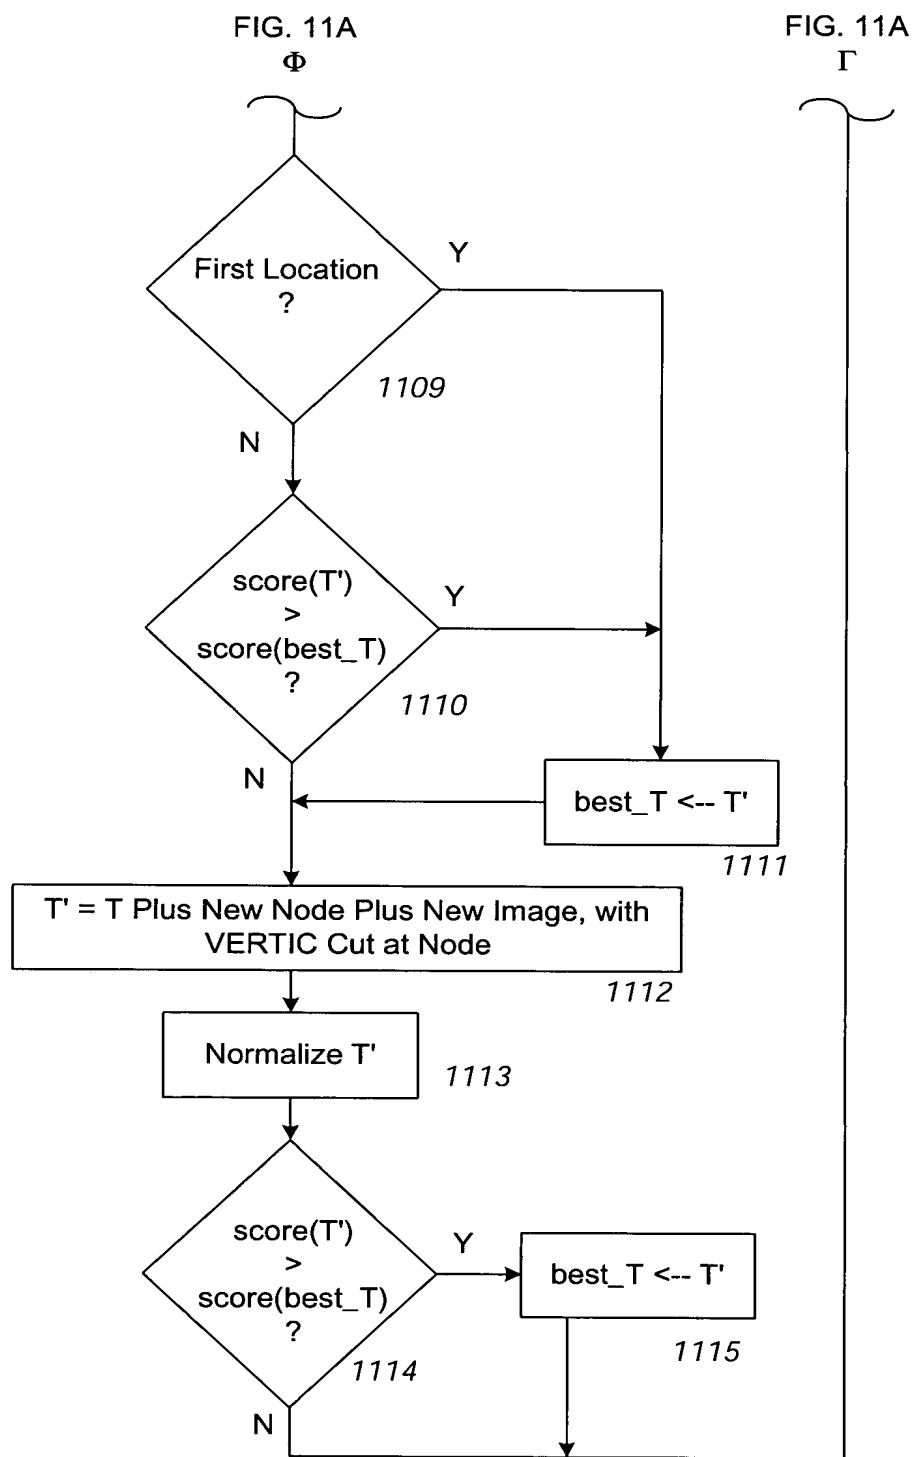 FIG. 11A
Φ
FIG. 11A
Γ
First Location
?
Y
1109
N
score(T')
>
score(best_T)
?
Y
1110
N
best_T <-- T'
1111
T' = T Plus New Node Plus New Image, with
VERTIC Cut at Node
1112
Normalize T'
1113
score(T')
>
score(best_T)
?
Y
best_T <-- T'
1115
1114
N